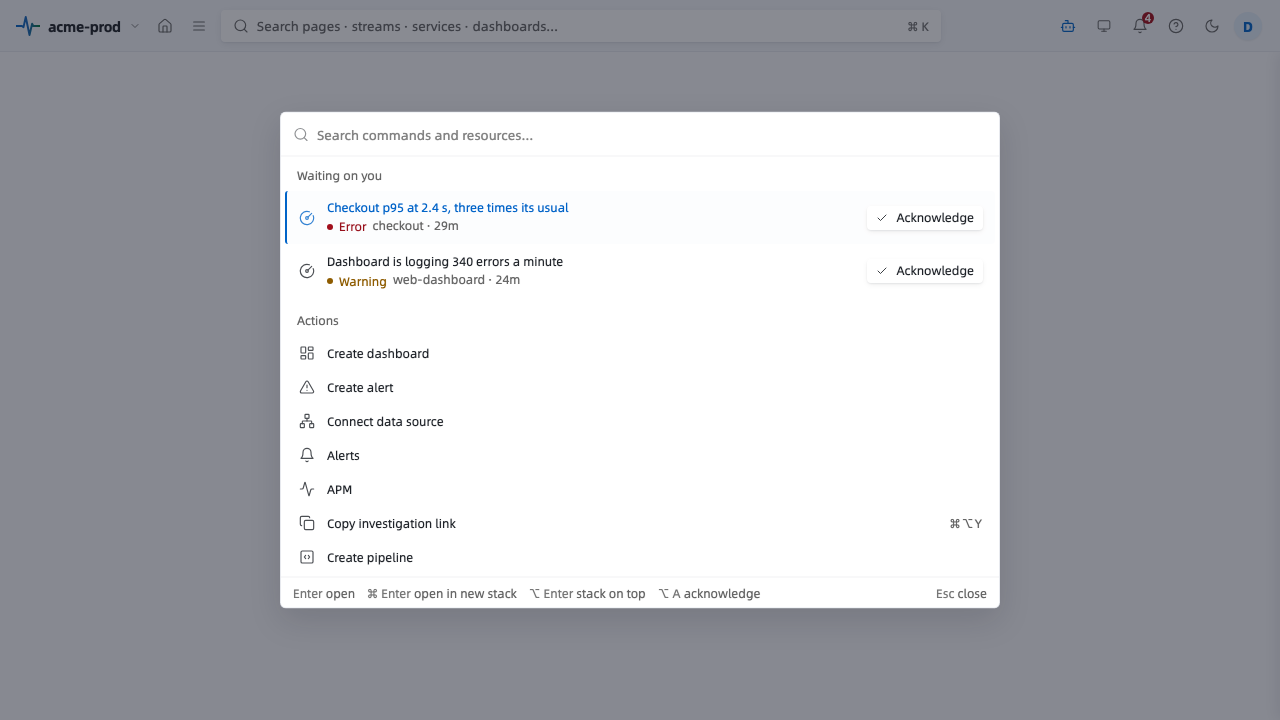 acme-prod
Search pages · streams · services · dashboards...
⌘ K
4
D
Search commands and resources...
Waiting on you
Checkout p95 at 2.4 s, three times its usual
Error checkout · 29m
Acknowledge
Dashboard is logging 340 errors a minute
Warning web-dashboard · 24m
Acknowledge
Actions
Create dashboard
Create alert
Connect data source
Alerts
APM
Copy investigation link
⌘⌥Y
Create pipeline
Enter open ⌘ Enter open in new stack ⌥ Enter stack on top ⌥ A acknowledge Esc close